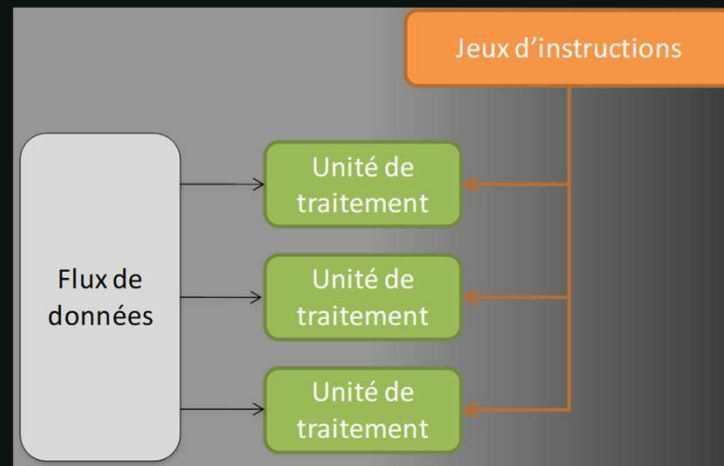 Jeux d’instructions
Unité de
traitement
Flux de
données
Unité de
traitement
Unité de
traitement